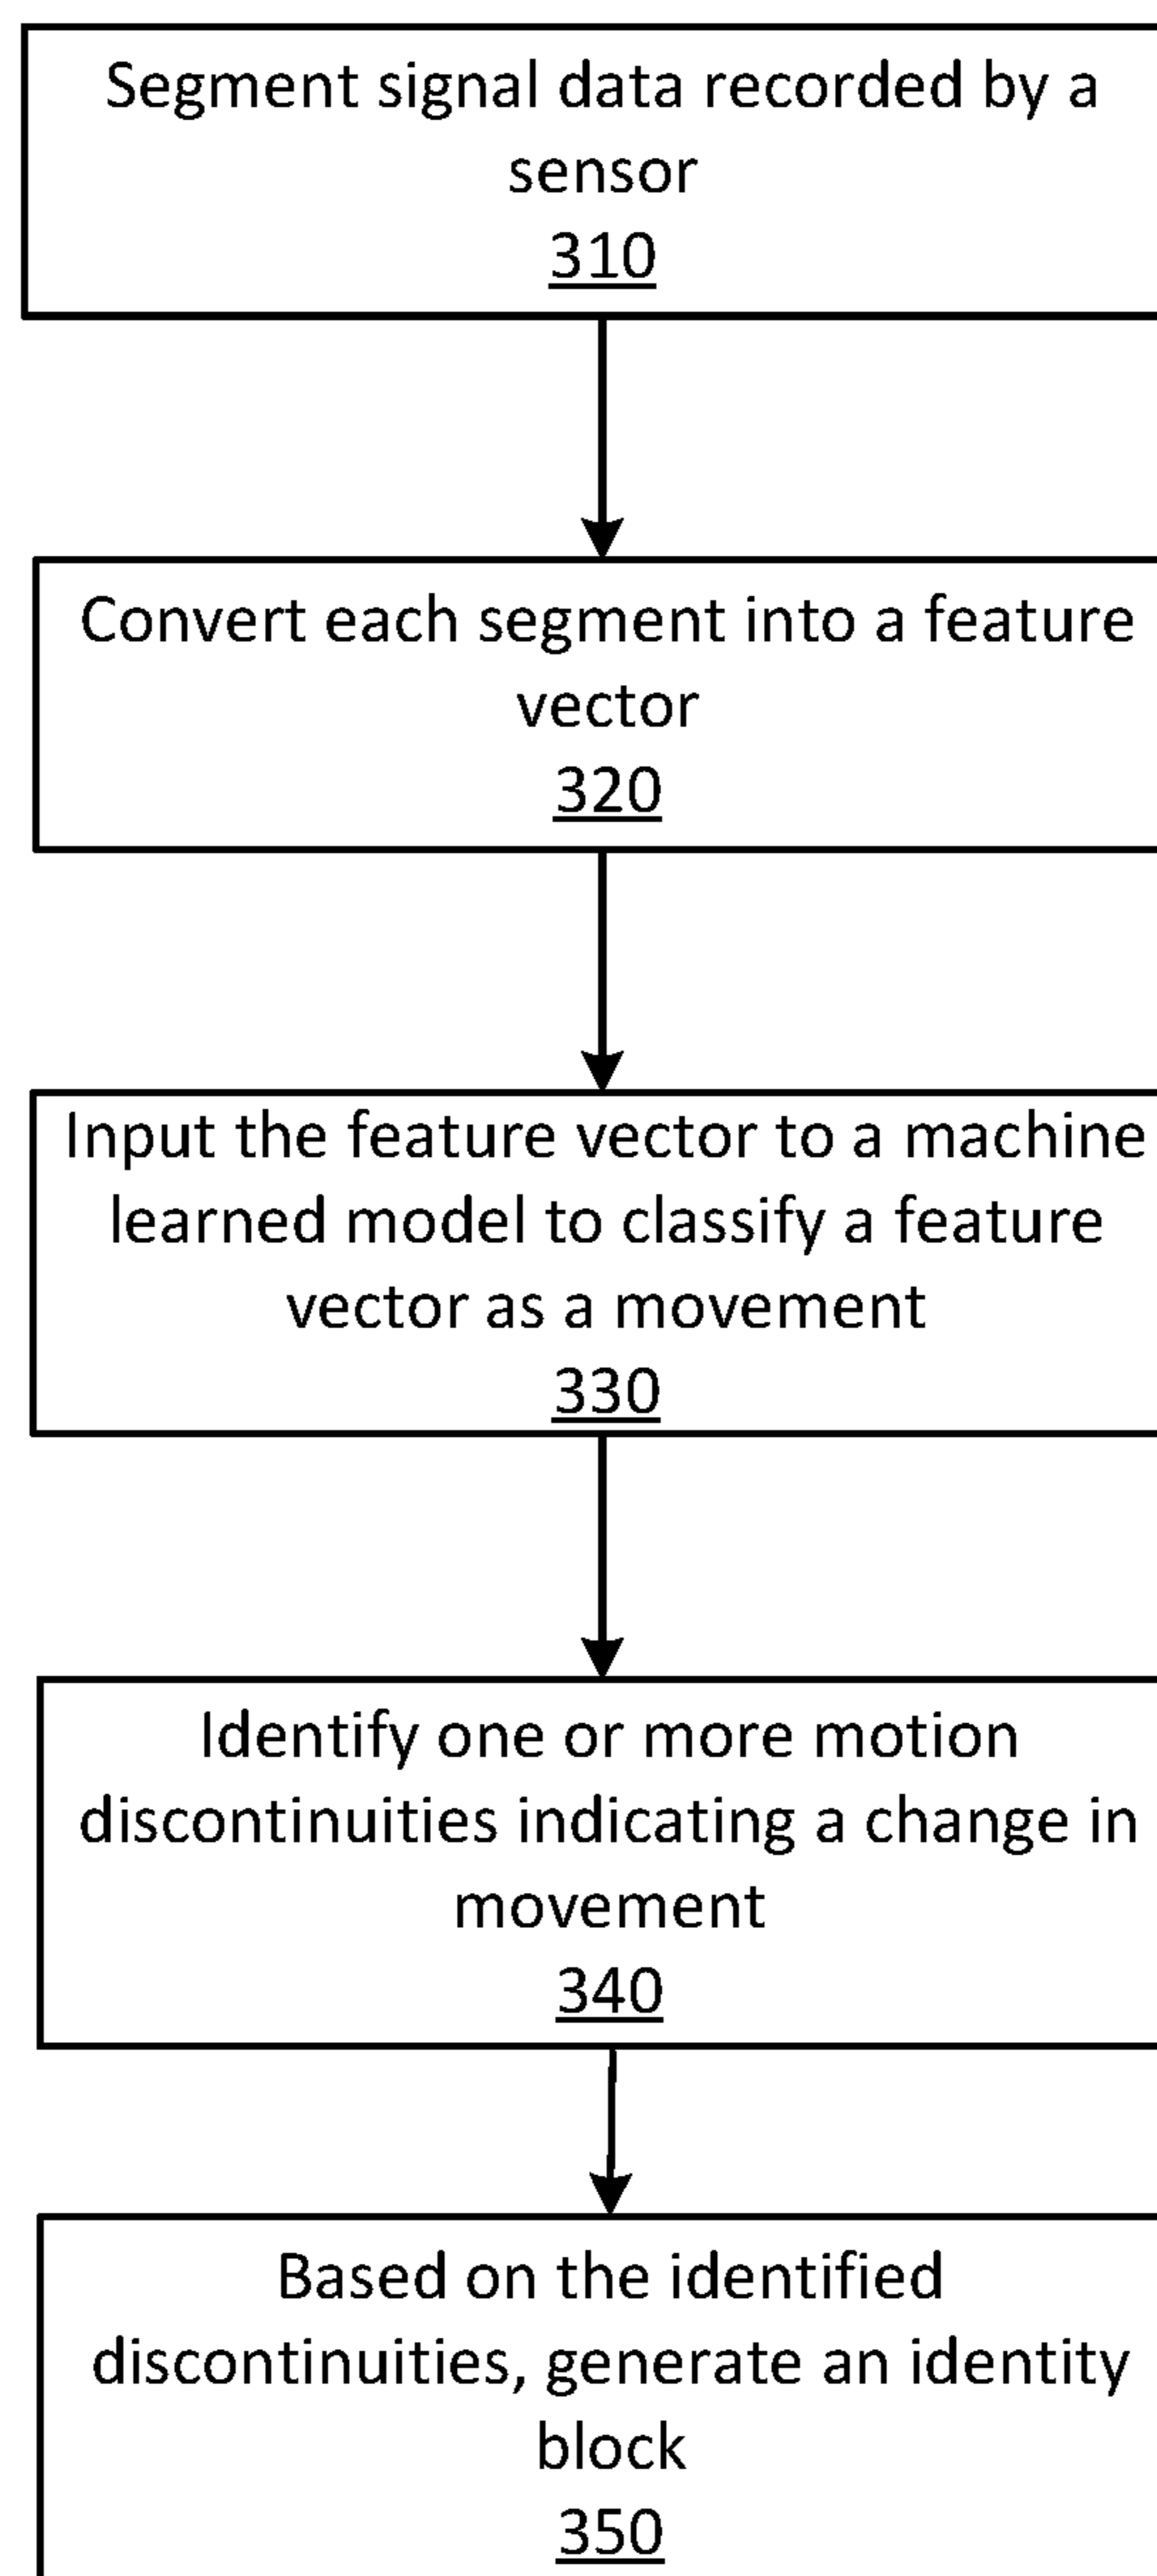 Segment signal data recorded by a
sensor
310
Convert each segment into a feature
vector
320
Input the feature vector to a machine
learned model to classify a feature
vector as a movement
330
Identify one or more motion
discontinuities indicating a change in
movement
340
Based on the identified
discontinuities, generate an identity
block
350